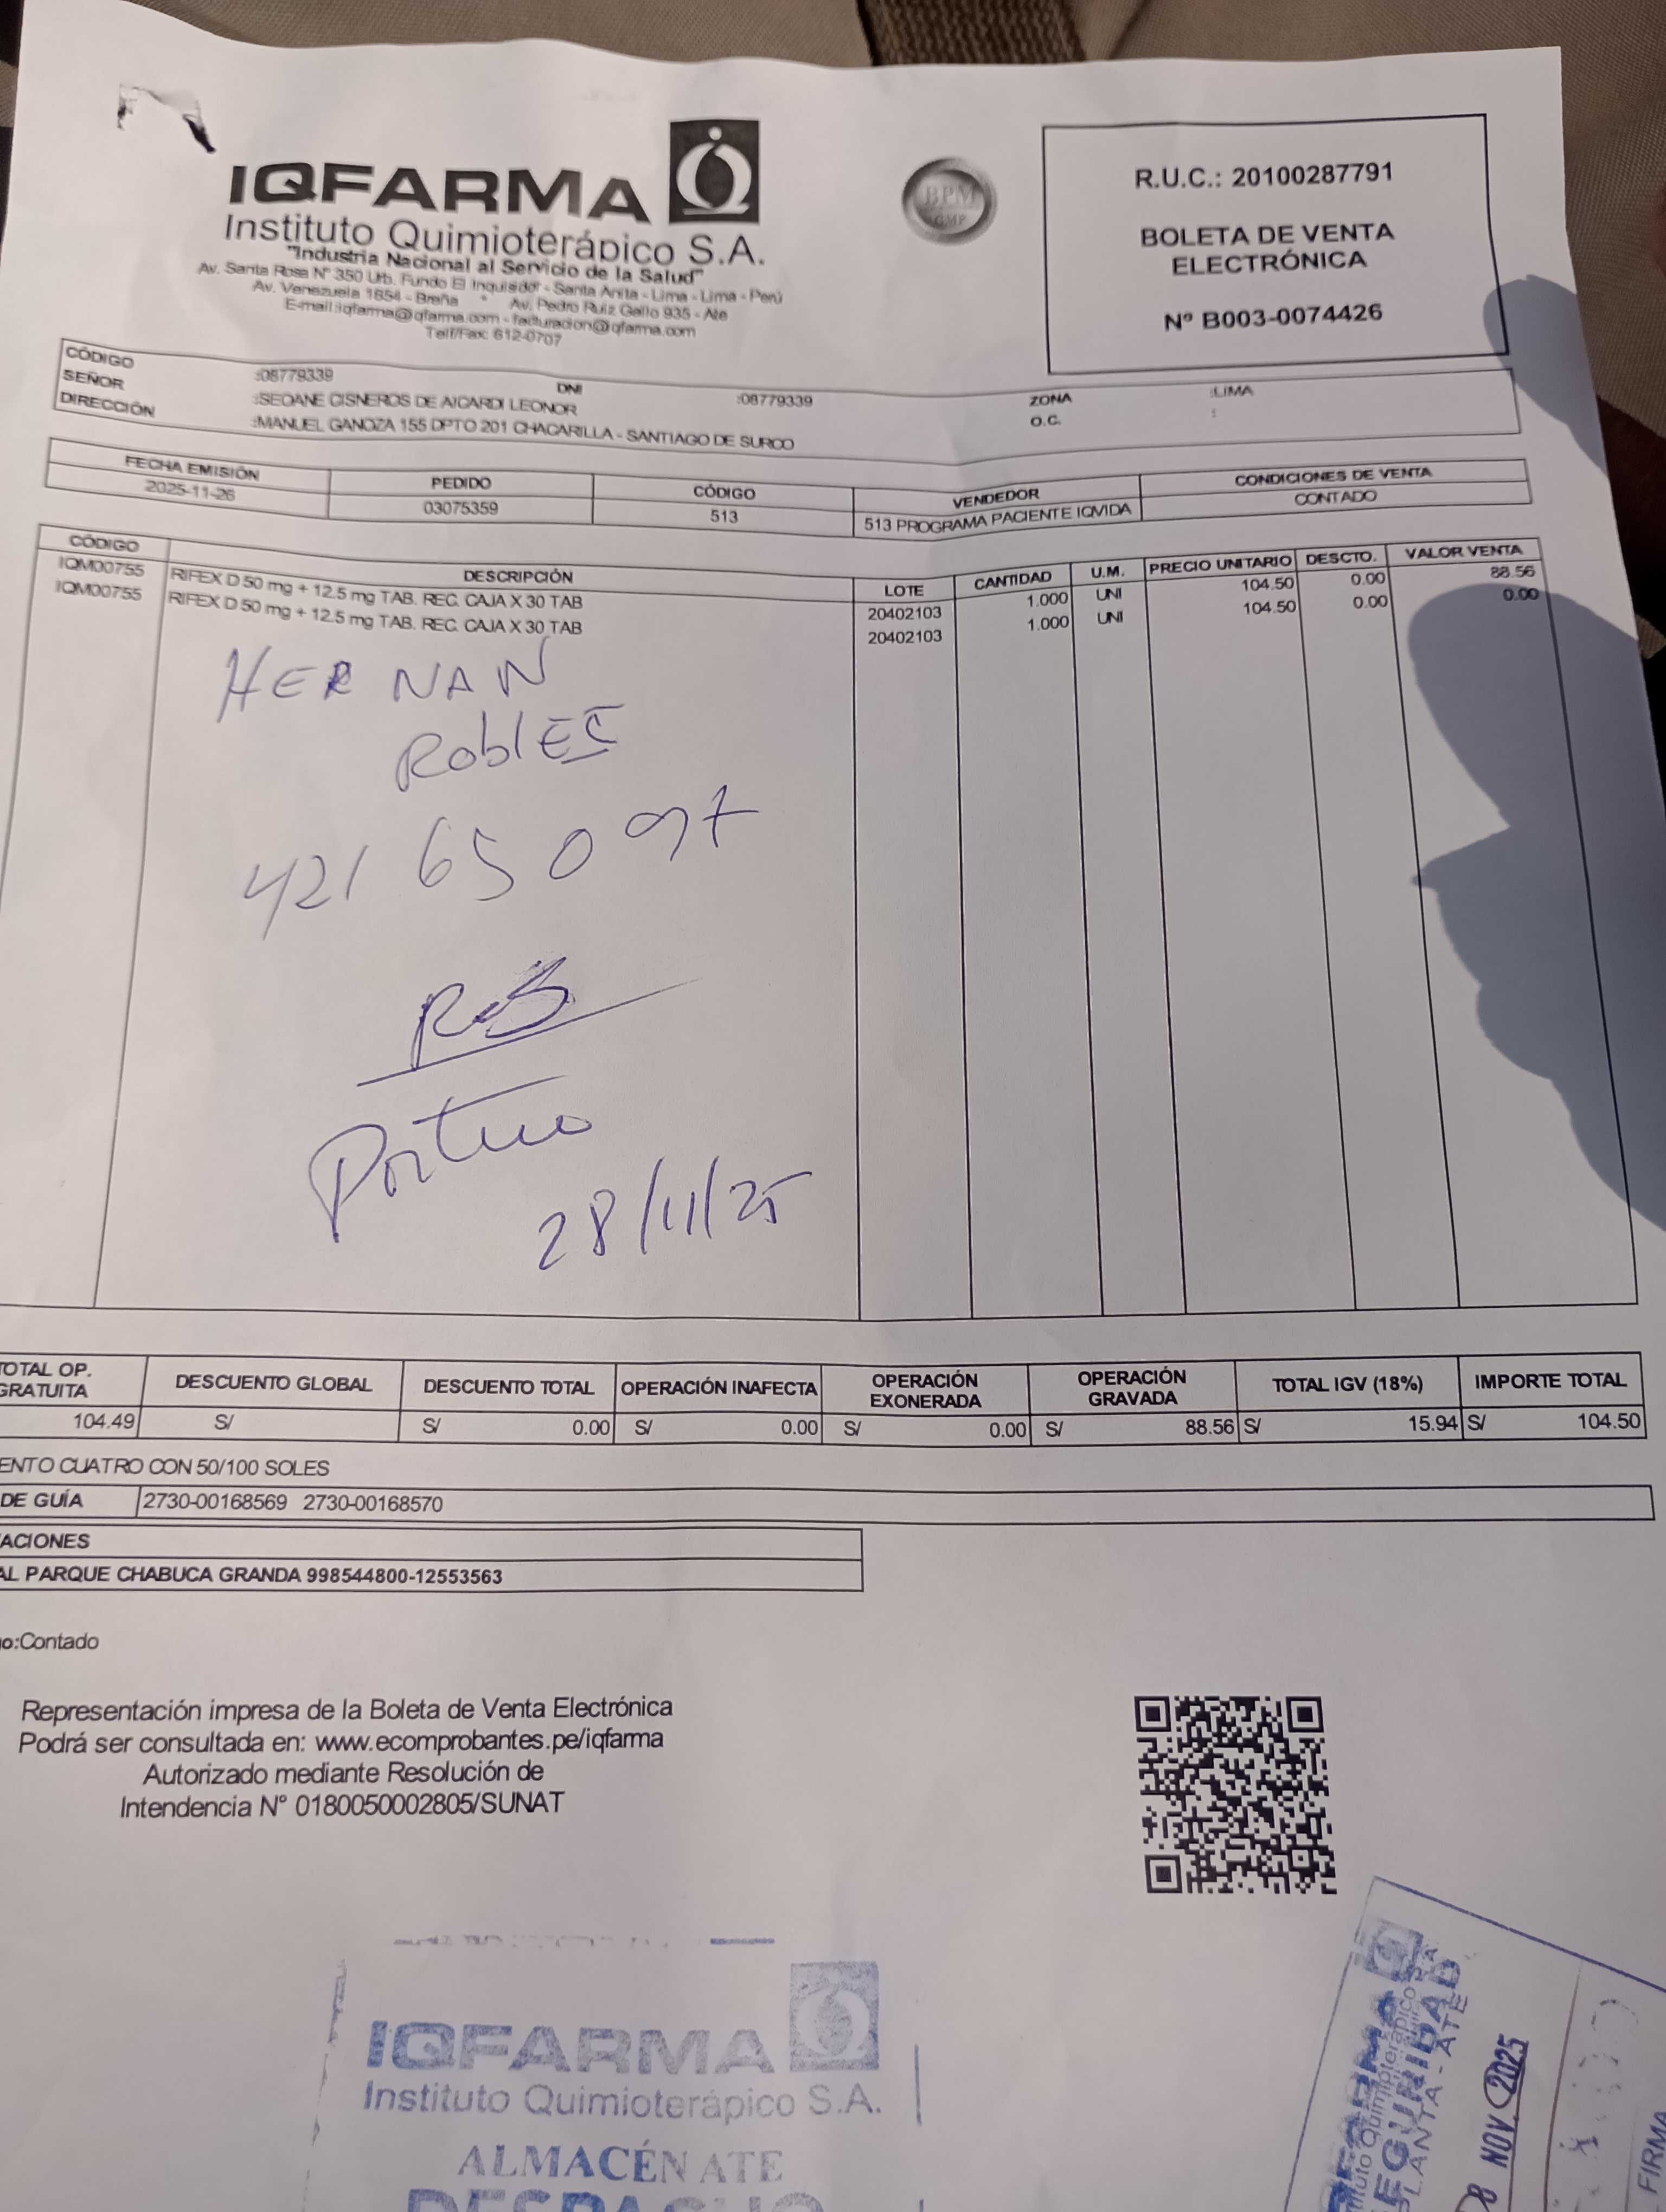 IQFARMA
Instituto Quimioterápico S.A.
"Industria Nacional al Servicio de la Salud"
Av. Santa Rosa N° 350 Urb. Fundo El Inquisidor - Santa Anita - Lima - Lima - Perú
Av. Venezuela 1654 - Breña * Av. Pedro Ruiz Gallo 935 - Ate
E-mail:iqfarma@iqfarma.com - facturacion@iqfarma.com
Telf/Fax: 612-0707
BPM
GMP
R.U.C.: 20100287791
BOLETA DE VENTA
ELECTRÓNICA
Nº B003-0074426
CÓDIGO :08779339 DNI :08779339 ZONA :LIMA
SEÑOR :SEOANE CISNEROS DE AICARDI LEONOR O.C. :
DIRECCIÓN :MANUEL GANOZA 155 DPTO 201 CHACARILLA - SANTIAGO DE SURCO
FECHA EMISIÓN PEDIDO CÓDIGO VENDEDOR CONDICIONES DE VENTA
2025-11-26 03075359 513 513 PROGRAMA PACIENTE IQVIDA CONTADO
CÓDIGO DESCRIPCIÓN LOTE CANTIDAD U.M. PRECIO UNITARIO DESCTO. VALOR VENTA
IQM00755 RIFEX D 50 mg + 12.5 mg TAB. REC. CAJA X 30 TAB 20402103 1.000 UNI 104.50 0.00 88.56
IQM00755 RIFEX D 50 mg + 12.5 mg TAB. REC. CAJA X 30 TAB 20402103 1.000 UNI 104.50 0.00 0.00
HERNAN
RoblES
421 65097
28/11/25
TOTAL OP. GRATUITA DESCUENTO GLOBAL DESCUENTO TOTAL OPERACIÓN INAFECTA OPERACIÓN EXONERADA OPERACIÓN GRAVADA TOTAL IGV (18%) IMPORTE TOTAL
104.49 S/ S/ 0.00 S/ 0.00 S/ 0.00 S/ 88.56 S/ 15.94 S/ 104.50
ENTO CUATRO CON 50/100 SOLES
DE GUÍA 2730-00168569 2730-00168570
ACIONES
AL PARQUE CHABUCA GRANDA 998544800-12553563
o:Contado
Representación impresa de la Boleta de Venta Electrónica
Podrá ser consultada en: www.ecomprobantes.pe/iqfarma
Autorizado mediante Resolución de
Intendencia N° 0180050002805/SUNAT
IQFARMA
Instituto Quimioterápico S.A.
ALMACÉN ATE
DESPACHO
EGURIDAD
PLANTA - ATE
8 NOV. 2025
FIRMA